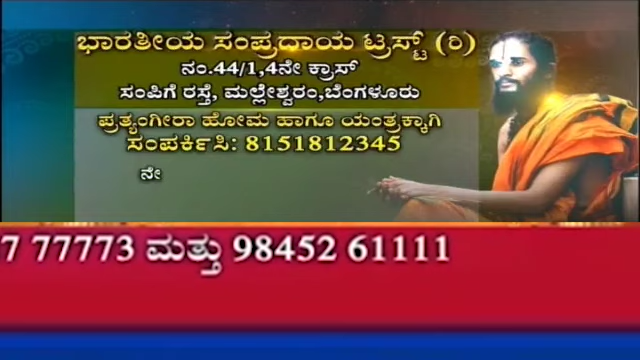 ಭಾರತೀಯ ಸಂಪ್ರದಾಯ ಟ್ರಸ್ಟ್ (ರಿ)
ನಂ.44/1,4ನೇ ಕ್ರಾಸ್
ಸಂಪಿಗೆ ರಸ್ತೆ, ಮಲ್ಲೇಶ್ವರಂ,ಬೆಂಗಳೂರು
ಪ್ರತ್ಯಂಗೀರಾ ಹೋಮ ಹಾಗೂ ಯಂತ್ರಕ್ಕಾಗಿ
ಸಂಪರ್ಕಿಸಿ: 8151812345
ನೇ
7 77773 ಮತ್ತು 98452 61111